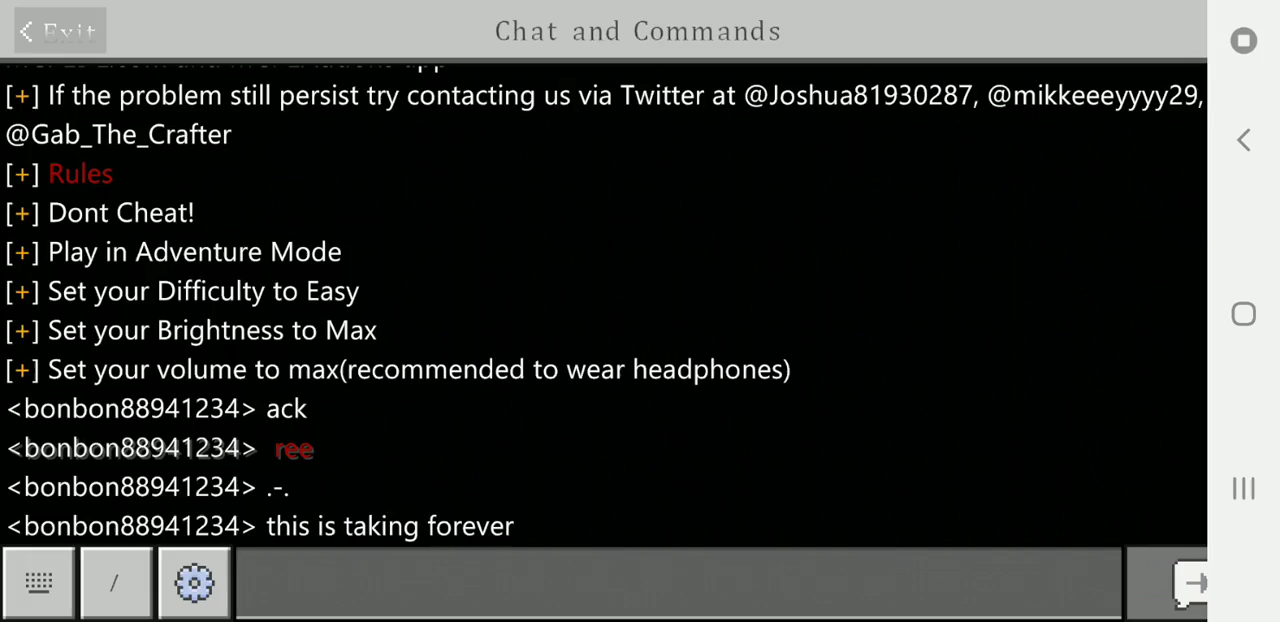 Exit
Chat and Commands
[+] If the problem still persist try contacting us via Twitter at @Joshua81930287, @mikkeeeyyyy29,
@Gab_The_Crafter
[+] Rules
[+] Dont Cheat!
[+] Play in Adventure Mode
[+] Set your Difficulty to Easy
[+] Set your Brightness to Max
[+] Set your volume to max(recommended to wear headphones)
<bonbon88941234> ack
<bonbon88941234> ree
<bonbon88941234> .-.
<bonbon88941234> this is taking forever
/